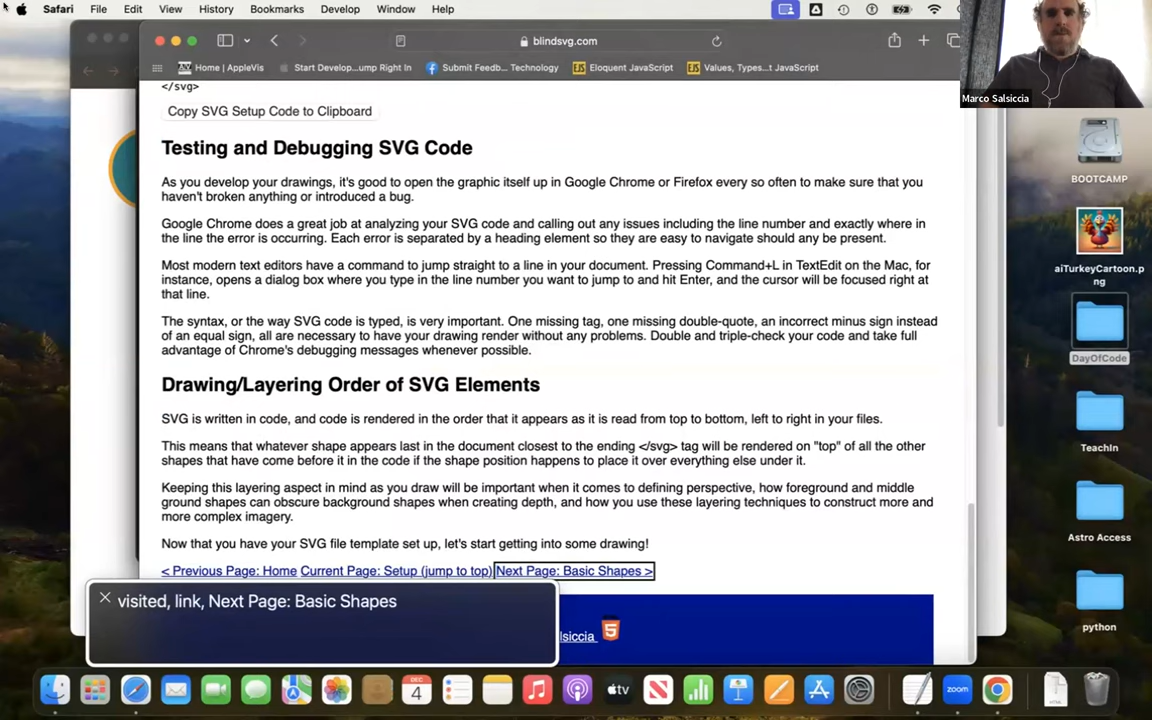 Safari File Edit View History Bookmarks Develop Window Help
blindsvg.com
Home | AppleVis
Start Develop...ump Right In
Submit Feedb... Technology
Eloquent JavaScript
Values, Types...t JavaScript
Marco Salsiccia
</svg>
Copy SVG Setup Code to Clipboard
Testing and Debugging SVG Code
As you develop your drawings, it's good to open the graphic itself up in Google Chrome or Firefox every so often to make sure that you
haven't broken anything or introduced a bug.
Google Chrome does a great job at analyzing your SVG code and calling out any issues including the line number and exactly where in
the line the error is occurring. Each error is separated by a heading element so they are easy to navigate should any be present.
Most modern text editors have a command to jump straight to a line in your document. Pressing Command+L in TextEdit on the Mac, for
instance, opens a dialog box where you type in the line number you want to jump to and hit Enter, and the cursor will be focused right at
that line.
The syntax, or the way SVG code is typed, is very important. One missing tag, one missing double-quote, an incorrect minus sign instead
of an equal sign, all are necessary to have your drawing render without any problems. Double and triple-check your code and take full
advantage of Chrome's debugging messages whenever possible.
Drawing/Layering Order of SVG Elements
SVG is written in code, and code is rendered in the order that it appears as it is read from top to bottom, left to right in your files.
This means that whatever shape appears last in the document closest to the ending </svg> tag will be rendered on "top" of all the other
shapes that have come before it in the code if the shape position happens to place it over everything else under it.
Keeping this layering aspect in mind as you draw will be important when it comes to defining perspective, how foreground and middle
ground shapes can obscure background shapes when creating depth, and how you use these layering techniques to construct more and
more complex imagery.
Now that you have your SVG file template set up, let's start getting into some drawing!
< Previous Page: Home Current Page: Setup (jump to top) Next Page: Basic Shapes >
visited, link, Next Page: Basic Shapes
lsiccia
5
BOOTCAMP
aiTurkeyCartoon.p
ng
DayOfCode
TeachIn
Astro Access
python
DEC
4
tv
zoom
HTML